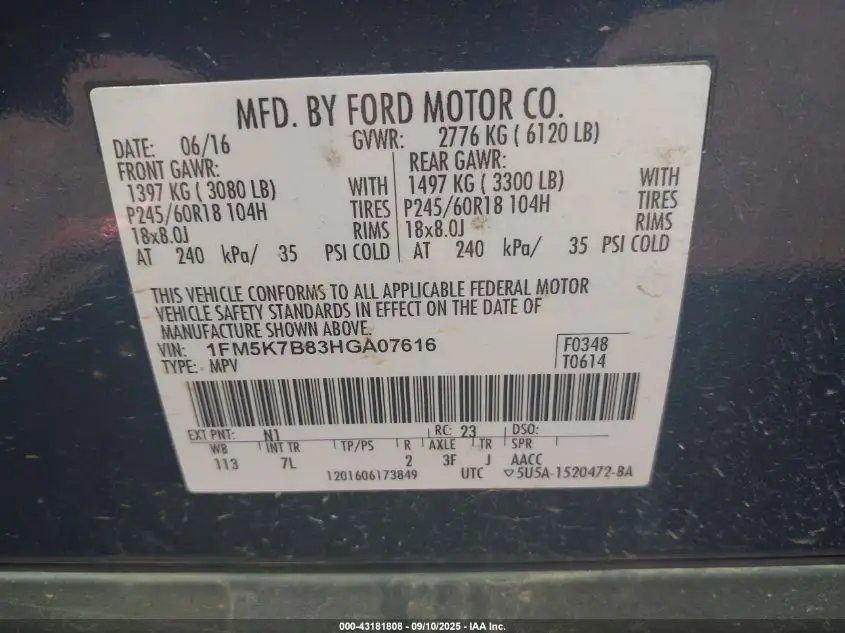 MFD. BY FORD MOTOR CO.
DATE: 06/16 GVWR: 2776 KG ( 6120 LB)
FRONT GAWR: REAR GAWR:
1397 KG ( 3080 LB) WITH 1497 KG ( 3300 LB) WITH
P245/60R18 104H TIRES P245/60R18 104H TIRES
18x8.0J RIMS 18x8.0J RIMS
AT 240 kPa/ 35 PSI COLD AT 240 kPa/ 35 PSI COLD
THIS VEHICLE CONFORMS TO ALL APPLICABLE FEDERAL MOTOR
VEHICLE SAFETY STANDARDS IN EFFECT ON THE DATE OF
MANUFACTURE SHOWN ABOVE.
VIN: 1FM5K7B83HGA07616 F0348
TYPE: MPV T0614
EXT PNT: N1 RC: 23 DSO:
WB INT TR TP/PS R AXLE TR SPR
113 7L 2 3F J AACC
1201606173849 UTC ▽5U5A-1520472-BA
000-43181808 - 09/10/2025 - IAA Inc.